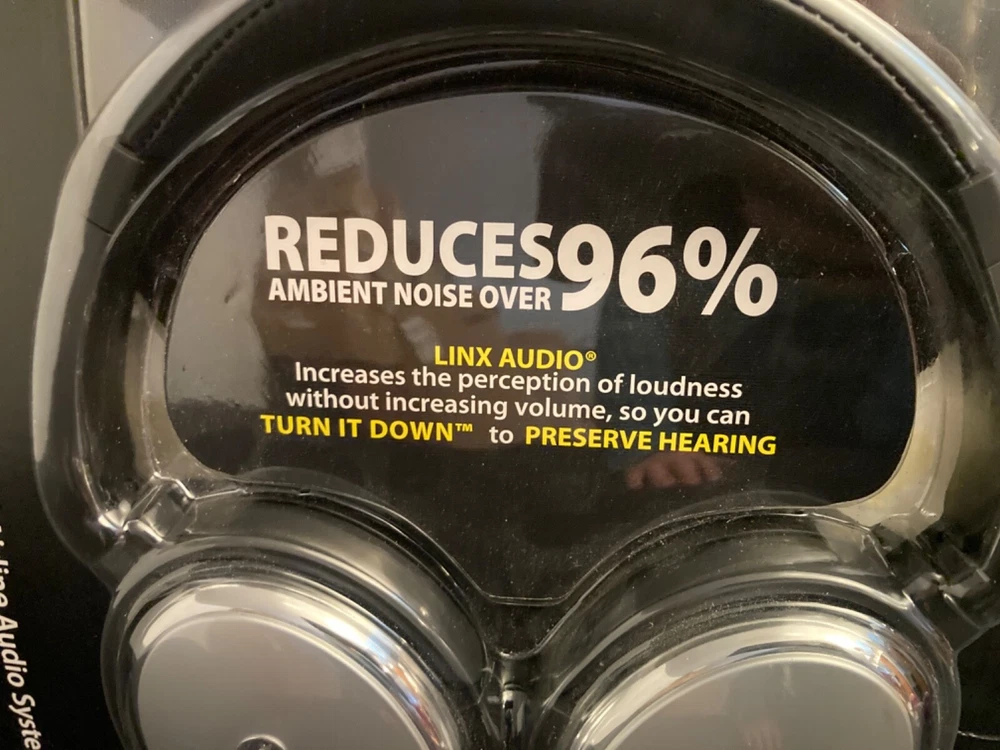 REDUCES 96%
AMBIENT NOISE OVER
LINX AUDIO®
Increases the perception of loudness
without increasing volume, so you can
TURN IT DOWN™ to PRESERVE HEARING
Audio